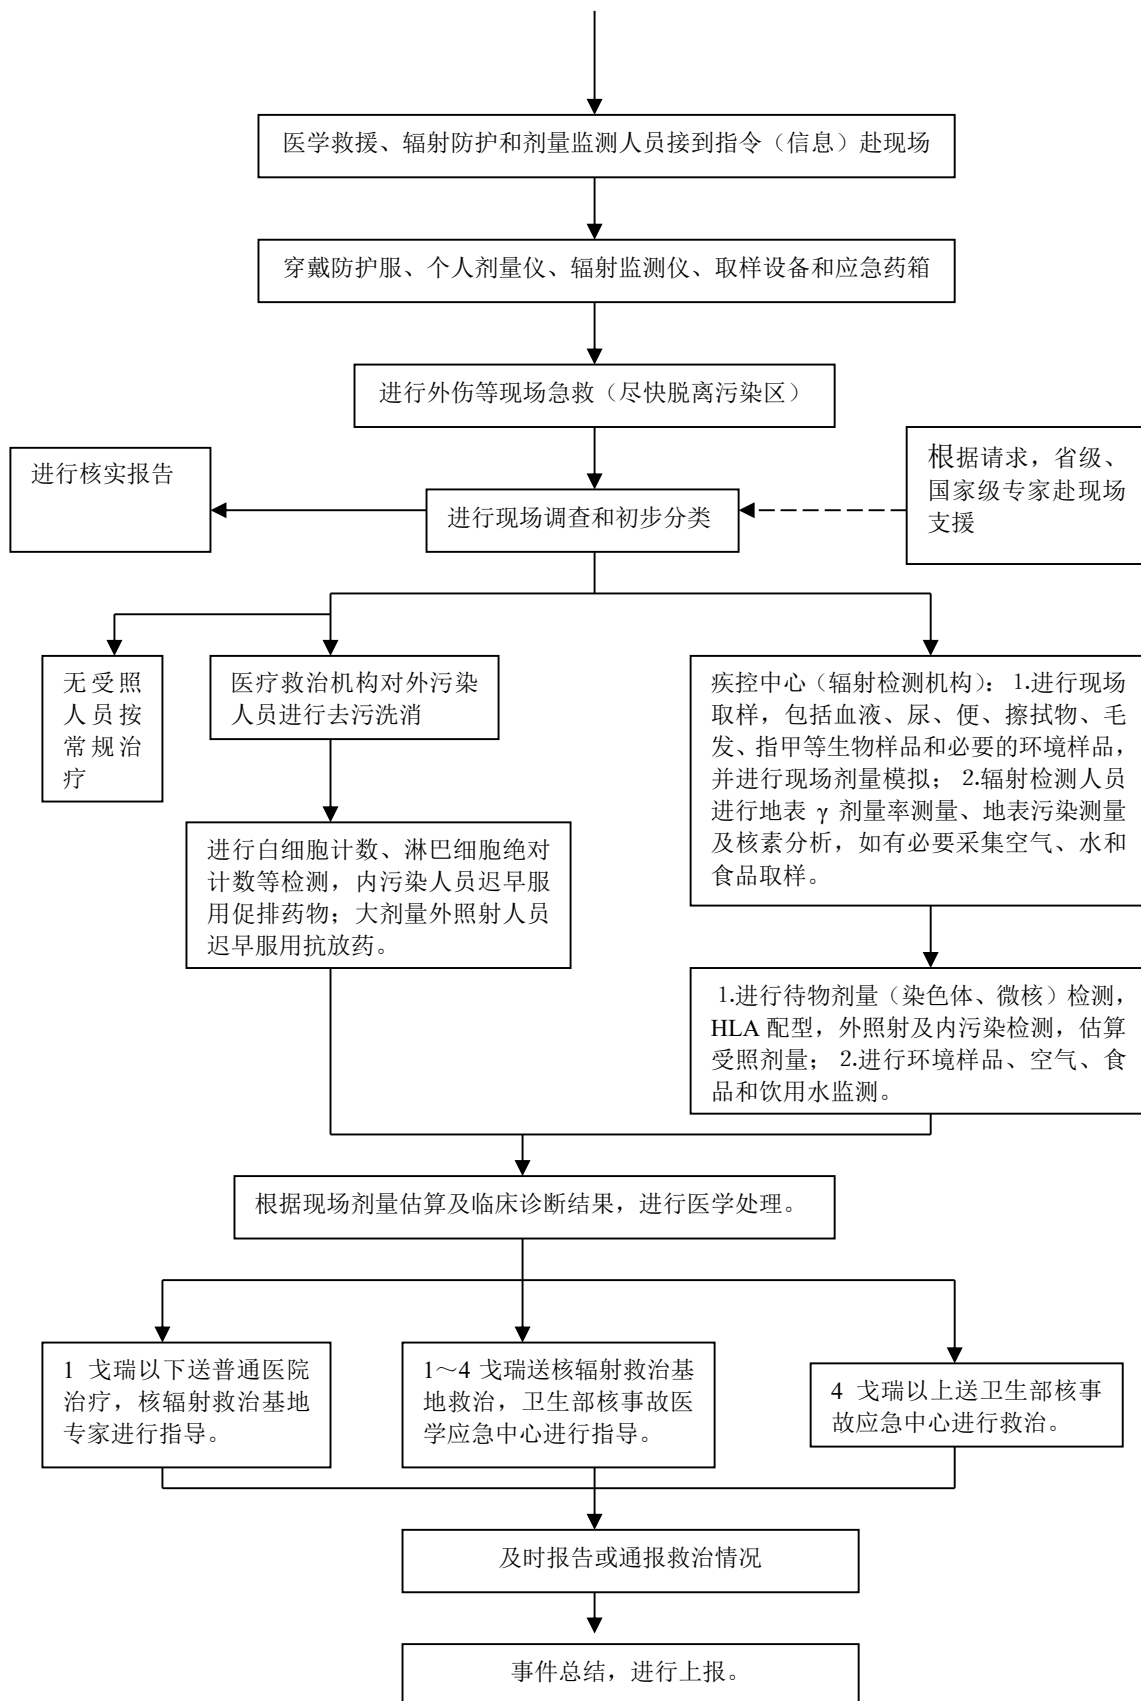 医学救援、辐射防护和剂量监测人员接到指令（信息）赴现场
穿戴防护服、个人剂量仪、辐射监测仪、取样设备和应急药箱
进行外伤等现场急救（尽快脱离污染区）
进行核实报告
进行现场调查和初步分类
根据请求，省级、
国家级专家赴现场
支援
无受照
人员按
常规治
疗
医疗救治机构对外污染
人员进行去污洗消
疾控中心（辐射检测机构）：1.进行现场
取样，包括血液、尿、便、擦拭物、毛
发、指甲等生物样品和必要的环境样品，
并进行现场剂量模拟；2.辐射检测人员
进行地表 γ 剂量率测量、地表污染测量
及核素分析，如有必要采集空气、水和
食品取样。
进行白细胞计数、淋巴细胞绝对
计数等检测，内污染人员迟早服
用促排药物；大剂量外照射人员
迟早服用抗放药。
1.进行待物剂量（染色体、微核）检测，
HLA 配型，外照射及内污染检测，估算
受照剂量；2.进行环境样品、空气、食
品和饮用水监测。
根据现场剂量估算及临床诊断结果，进行医学处理。
1 戈瑞以下送普通医院
治疗，核辐射救治基地
专家进行指导。
1～4 戈瑞送核辐射救治基
地救治，卫生部核事故医
学应急中心进行指导。
4 戈瑞以上送卫生部核事
故应急中心进行救治。
及时报告或通报救治情况
事件总结，进行上报。